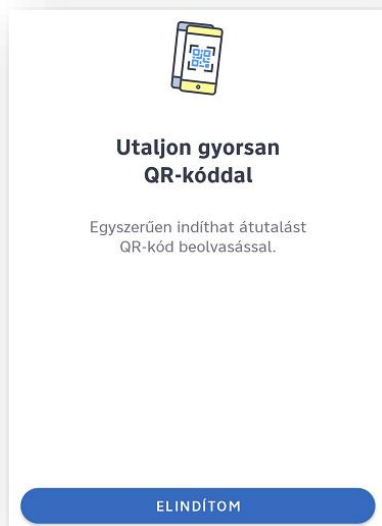 Utaljon gyorsan
QR-kóddal
Egyszerűen indíthat átutalást
QR-kód beolvasással.
ELINDÍTOM